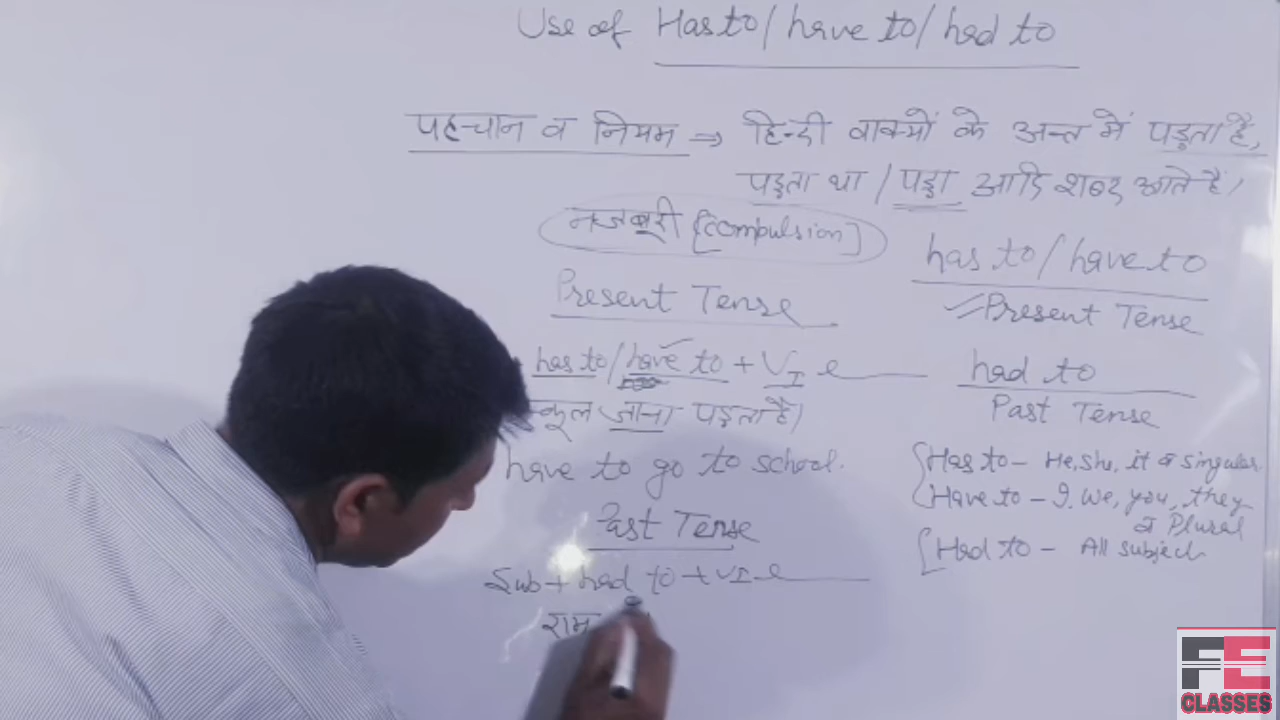 Use of Has to / have to / had to
पहचान व नियम ⇒ हिन्दी वाक्यों के अन्त में पड़ता है,
पड़ता था / पड़ा आदि शब्द आते हैं।
मजबूरी [compulsion]
Present Tense
has to / have to + V I e
स्कूल जाना पड़ता है।
have to go to school.
Past Tense
Sub + had to + V I e
राम
has to / have to
Present Tense
had to
Past Tense
Has to - He, She, it a singular
Have to - I. we, you, they
a Plural
Had to - All subject
FE
CLASSES